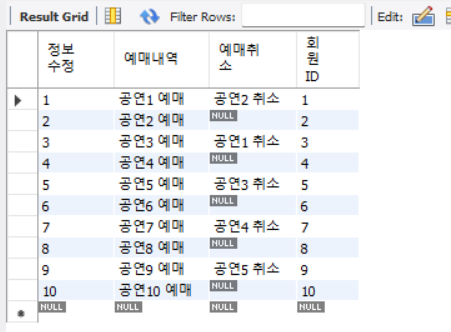 Result Grid Filter Rows: Edit:
정보
수정 예매내역 예매취
소 회
원
ID
1 공연1 예매 공연2 취소 1
2 공연2 예매 NULL 2
3 공연3 예매 공연1 취소 3
4 공연4 예매 NULL 4
5 공연5 예매 공연3 취소 5
6 공연6 예매 NULL 6
7 공연7 예매 공연4 취소 7
8 공연8 예매 NULL 8
9 공연9 예매 공연5 취소 9
10 공연10 예매 NULL 10
NULL NULL NULL NULL